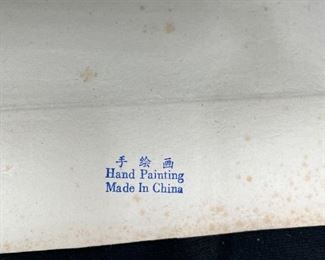 手绘画
Hand Painting
Made In China